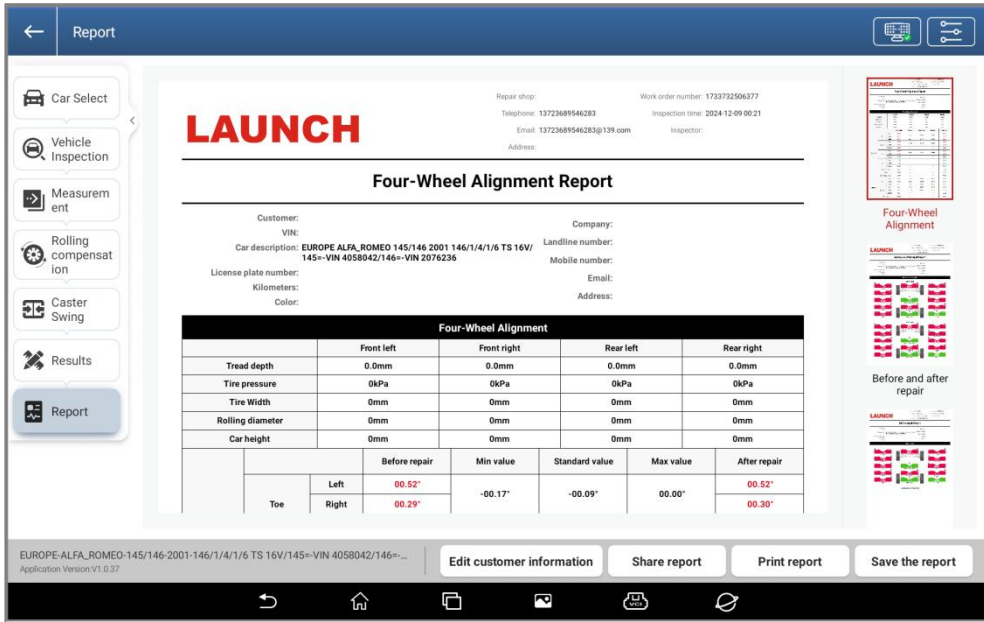 Report
Car Select
Vehicle
Inspection
Measurem
ent
Rolling
compensat
ion
Caster
Swing
Results
Report
LAUNCH
Repair shop:
Work order number: 1733732506377
Telephone: 13723689546283
Inspection time: 2024-12-09 00:21
Email: 13723689546283@139.com
Inspector:
Address:
Four-Wheel Alignment Report
Customer:
VIN:
Car description: EUROPE ALFA_ROMEO 145/146 2001 146/1/4/1/6 TS 16V/
145=-VIN 4058042/146=-VIN 2076236
License plate number:
Kilometers:
Color:
Company:
Landline number:
Mobile number:
Email:
Address:
Four-Wheel Alignment
Front left Front right Rear left Rear right
Tread depth 0.0mm 0.0mm 0.0mm 0.0mm
Tire pressure 0kPa 0kPa 0kPa 0kPa
Tire Width 0mm 0mm 0mm 0mm
Rolling diameter 0mm 0mm 0mm 0mm
Car height 0mm 0mm 0mm 0mm
Before repair Min value Standard value Max value After repair
Toe
Left 00.52° -00.17° -00.09° 00.00° 00.52°
Right 00.29° 00.30°
LAUNCH
Four-Wheel
Alignment
LAUNCH
Before and after
repair
LAUNCH
EUROPE-ALFA_ROMEO-145/146-2001-146/1/4/1/6 TS 16V/145=-VIN 4058042/146=-...
Application Version:V1.0.37
Edit customer information
Share report
Print report
Save the report
VCI